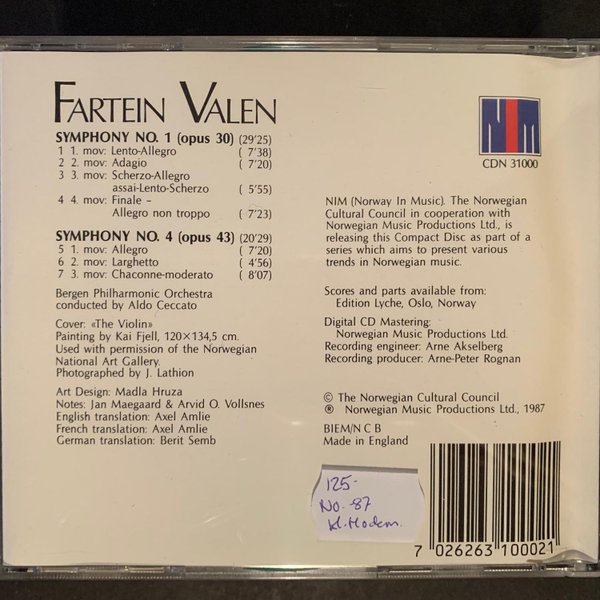 FARTEIN VALEN
SYMPHONY NO. 1 (opus 30) (29'25)
1 1. mov: Lento-Allegro ( 7'38)
2 2. mov: Adagio ( 7'20)
3 3. mov: Scherzo-Allegro
assai-Lento-Scherzo ( 5'55)
4 4. mov: Finale –
Allegro non troppo ( 7'23)
SYMPHONY NO. 4 (opus 43) (20'29)
5 1. mov: Allegro ( 7'20)
6 2. mov: Larghetto ( 4'56)
7 3. mov: Chaconne-moderato ( 8'07)
Bergen Philharmonic Orchestra
conducted by Aldo Ceccato
Cover: «The Violin»
Painting by Kai Fjell, 120×134,5 cm.
Used with permission of the Norwegian
National Art Gallery.
Photographed by J. Lathion
Art Design: Madla Hruza
Notes: Jan Maegaard & Arvid O. Vollsnes
English translation: Axel Amlie
French translation: Axel Amlie
German translation: Berit Semb
NIM
CDN 31000
NIM (Norway In Music). The Norwegian
Cultural Council in cooperation with
Norwegian Music Productions Ltd., is
releasing this Compact Disc as part of a
series which aims to present various
trends in Norwegian music.
Scores and parts available from:
Edition Lyche, Oslo, Norway
Digital CD Mastering:
Norwegian Music Productions Ltd.
Recording engineer: Arne Akselberg
Recording producer: Arne-Peter Rognan
© The Norwegian Cultural Council
® Norwegian Music Productions Ltd., 1987
BIEM/N C B
Made in England
125-
No. -87
kl. Modern.
7 026263 100021